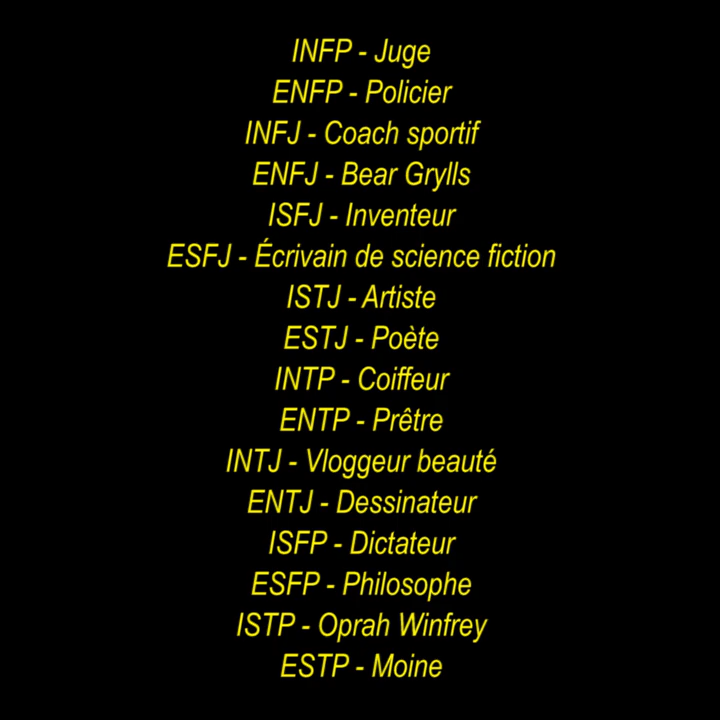 INFP - Juge
ENFP - Policier
INFJ - Coach sportif
ENFJ - Bear Grylls
ISFJ - Inventeur
ESFJ - Écrivain de science fiction
ISTJ - Artiste
ESTJ - Poète
INTP - Coiffeur
ENTP - Prêtre
INTJ - Vloggeur beauté
ENTJ - Dessinateur
ISFP - Dictateur
ESFP - Philosophe
ISTP - Oprah Winfrey
ESTP - Moine